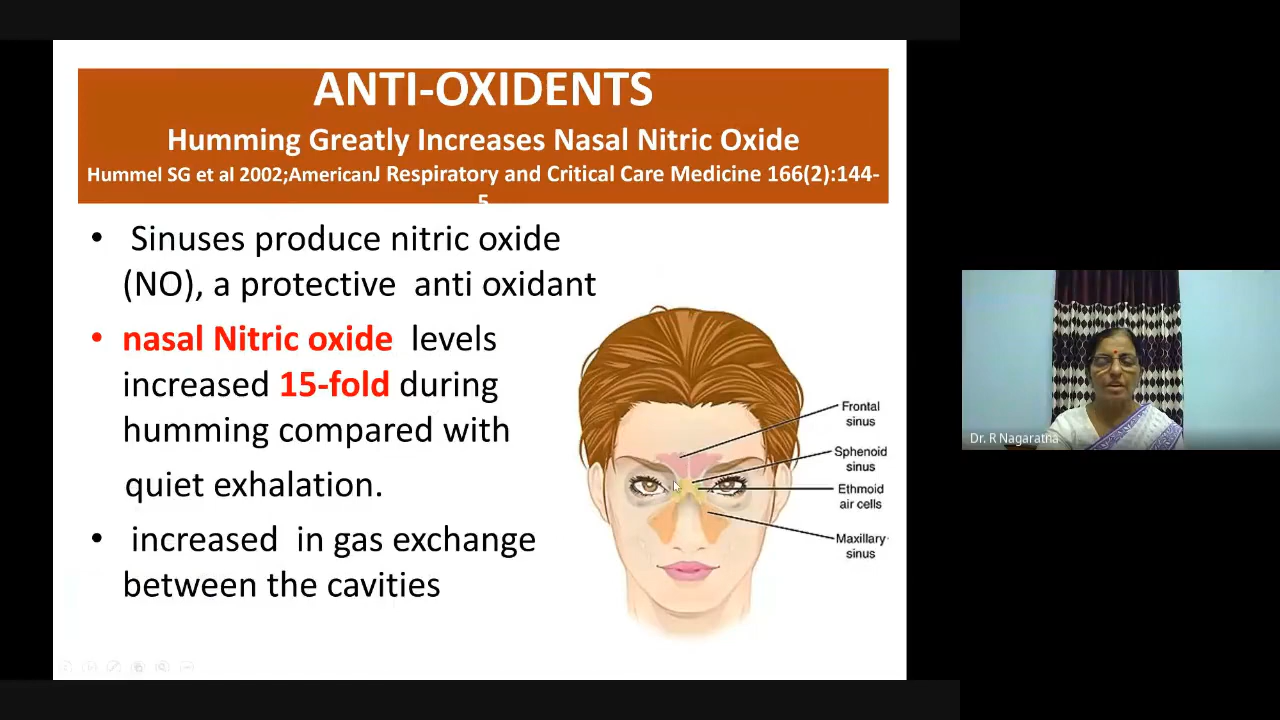 ANTI-OXIDENTS
Humming Greatly Increases Nasal Nitric Oxide
Hummel SG et al 2002;AmericanJ Respiratory and Critical Care Medicine 166(2):144-
5
• Sinuses produce nitric oxide
(NO), a protective anti oxidant
• nasal Nitric oxide levels
increased 15-fold during
humming compared with
quiet exhalation.
• increased in gas exchange
between the cavities
Frontal
sinus
Sphenoid
sinus
Ethmoid
air cells
Maxillary
sinus
Dr. R Nagaratha